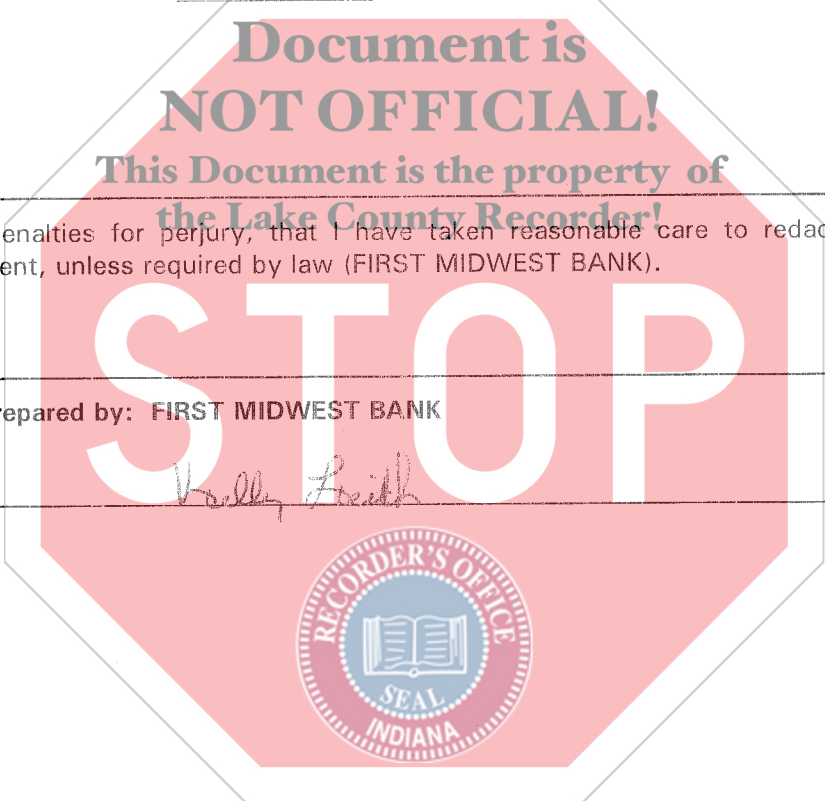 Document is
NOT OFFICIAL!
This Document is the property of
the Lake County Recorder!
enalties for perjury, that I have taken reasonable care to redac
ent, unless required by law (FIRST MIDWEST BANK).
STOP
repared by: FIRST MIDWEST BANK
Kelly
RECORDER'S OFFICE
SEAL
INDIANA